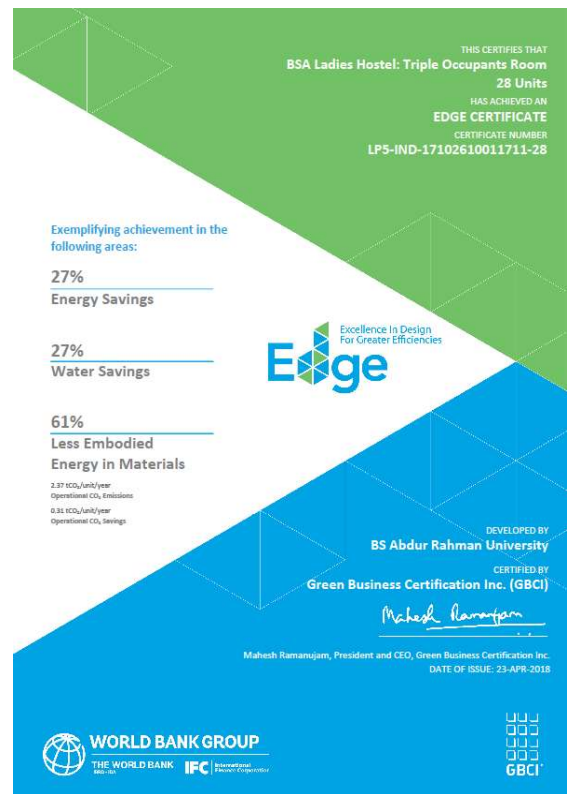 THIS CERTIFIES THAT
BSA Ladies Hostel: Triple Occupants Room
28 Units
HAS ACHIEVED AN
EDGE CERTIFICATE
CERTIFICATE NUMBER
LP5-IND-17102610011711-28
Exemplifying achievement in the
following areas:
27%
Energy Savings
27%
Water Savings
61%
Less Embodied
Energy in Materials
2.37 tCO₂/unit/year
Operational CO₂ Emissions
0.31 tCO₂/unit/year
Operational CO₂ Savings
Edge
Excellence In Design
For Greater Efficiencies
DEVELOPED BY
BS Abdur Rahman University
CERTIFIED BY
Green Business Certification Inc. (GBCI)
Mahesh Ramanujam
Mahesh Ramanujam, President and CEO, Green Business Certification Inc.
DATE OF ISSUE: 23-APR-2018
WORLD BANK GROUP
THE WORLD BANK
IBRD • IDA
IFC
International
Finance Corporation
GBCI